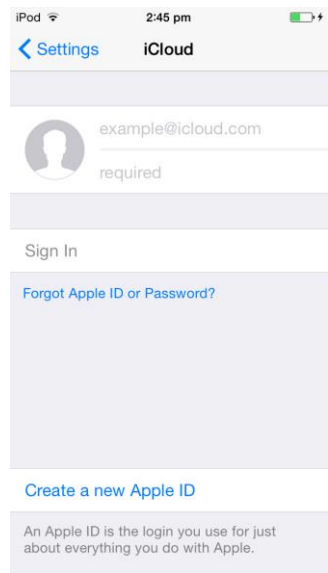 iPod 2:45 pm
Settings iCloud
example@icloud.com
required
Sign In
Forgot Apple ID or Password?
Create a new Apple ID
An Apple ID is the login you use for just
about everything you do with Apple.